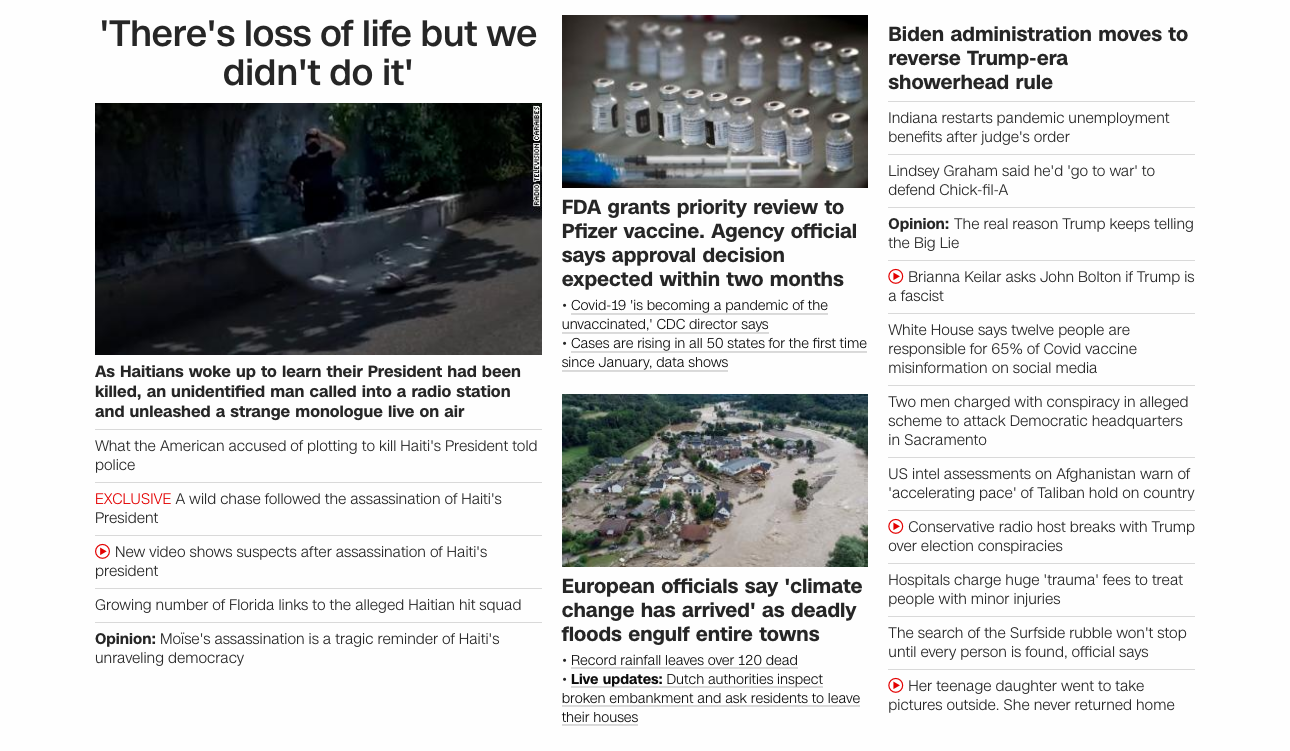 'There's loss of life but we
didn't do it'
RADIO TELEVISION CARAIBES
As Haitians woke up to learn their President had been
killed, an unidentified man called into a radio station
and unleashed a strange monologue live on air
What the American accused of plotting to kill Haiti's President told
police
EXCLUSIVE A wild chase followed the assassination of Haiti's
President
New video shows suspects after assassination of Haiti's
president
Growing number of Florida links to the alleged Haitian hit squad
Opinion: Moïse's assassination is a tragic reminder of Haiti's
unraveling democracy
FDA grants priority review to
Pfizer vaccine. Agency official
says approval decision
expected within two months
• Covid-19 'is becoming a pandemic of the
unvaccinated,' CDC director says
• Cases are rising in all 50 states for the first time
since January, data shows
European officials say 'climate
change has arrived' as deadly
floods engulf entire towns
• Record rainfall leaves over 120 dead
• Live updates: Dutch authorities inspect
broken embankment and ask residents to leave
their houses
Biden administration moves to
reverse Trump-era
showerhead rule
Indiana restarts pandemic unemployment
benefits after judge's order
Lindsey Graham said he'd 'go to war' to
defend Chick-fil-A
Opinion: The real reason Trump keeps telling
the Big Lie
Brianna Keilar asks John Bolton if Trump is
a fascist
White House says twelve people are
responsible for 65% of Covid vaccine
misinformation on social media
Two men charged with conspiracy in alleged
scheme to attack Democratic headquarters
in Sacramento
US intel assessments on Afghanistan warn of
'accelerating pace' of Taliban hold on country
Conservative radio host breaks with Trump
over election conspiracies
Hospitals charge huge 'trauma' fees to treat
people with minor injuries
The search of the Surfside rubble won't stop
until every person is found, official says
Her teenage daughter went to take
pictures outside. She never returned home